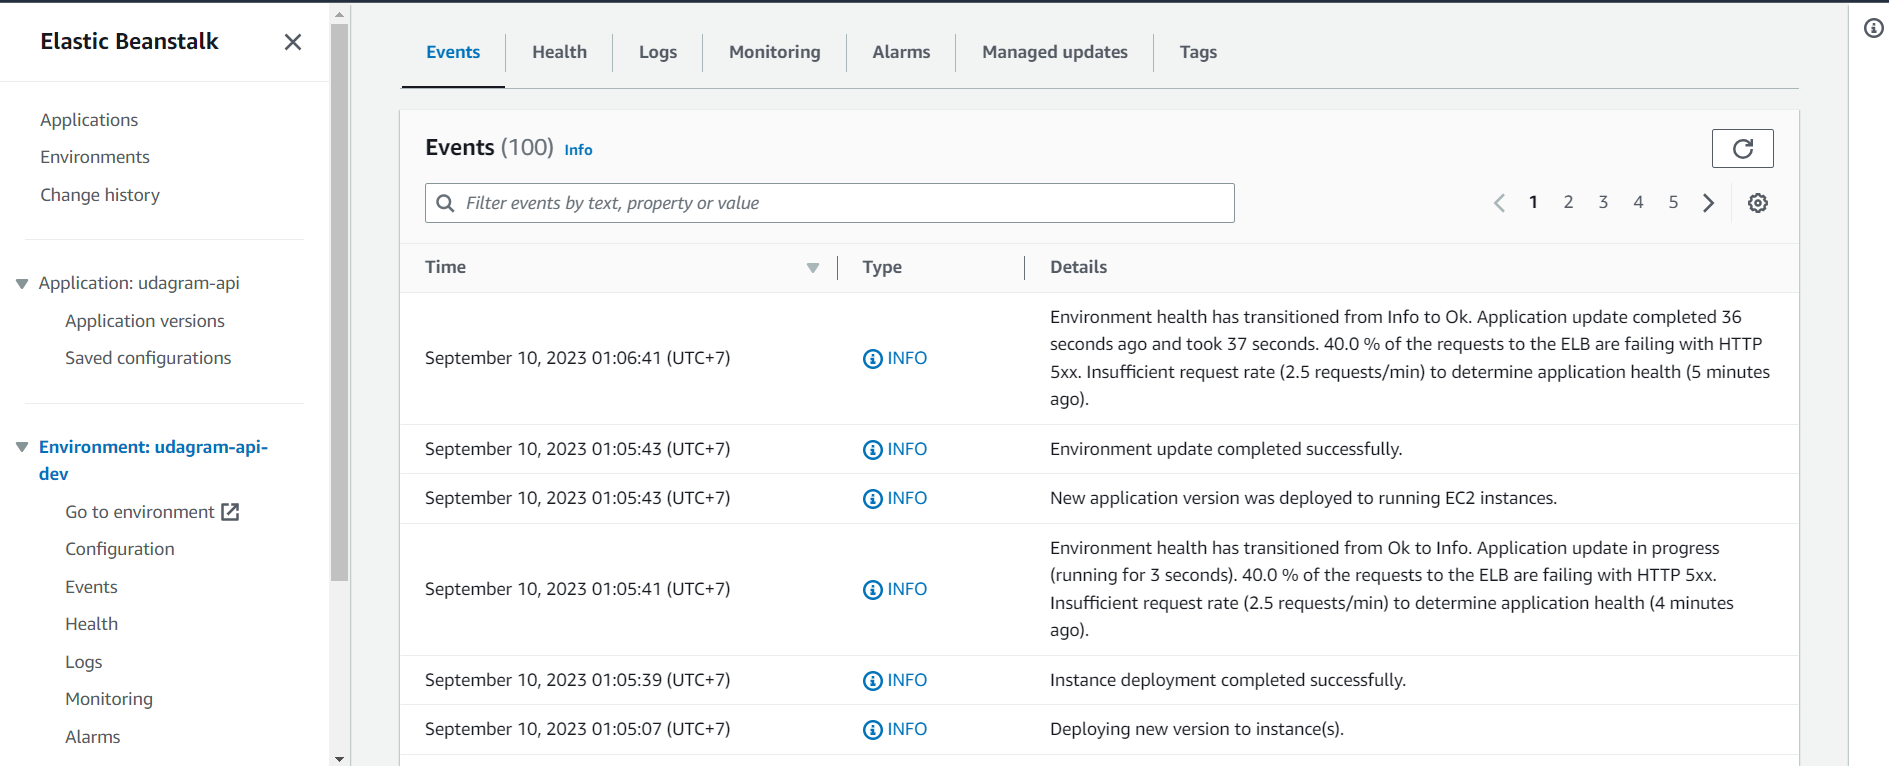 Elastic Beanstalk
Applications
Environments
Change history
Application: udagram-api
Application versions
Saved configurations
Environment: udagram-api-
dev
Go to environment
Configuration
Events
Health
Logs
Monitoring
Alarms
Events
Health
Logs
Monitoring
Alarms
Managed updates
Tags
Events (100) Info
Filter events by text, property or value
1 2 3 4 5
Time Type Details
September 10, 2023 01:06:41 (UTC+7)
INFO
Environment health has transitioned from Info to Ok. Application update completed 36
seconds ago and took 37 seconds. 40.0 % of the requests to the ELB are failing with HTTP
5xx. Insufficient request rate (2.5 requests/min) to determine application health (5 minutes
ago).
September 10, 2023 01:05:43 (UTC+7)
INFO
Environment update completed successfully.
September 10, 2023 01:05:43 (UTC+7)
INFO
New application version was deployed to running EC2 instances.
September 10, 2023 01:05:41 (UTC+7)
INFO
Environment health has transitioned from Ok to Info. Application update in progress
(running for 3 seconds). 40.0 % of the requests to the ELB are failing with HTTP 5xx.
Insufficient request rate (2.5 requests/min) to determine application health (4 minutes
ago).
September 10, 2023 01:05:39 (UTC+7)
INFO
Instance deployment completed successfully.
September 10, 2023 01:05:07 (UTC+7)
INFO
Deploying new version to instance(s).